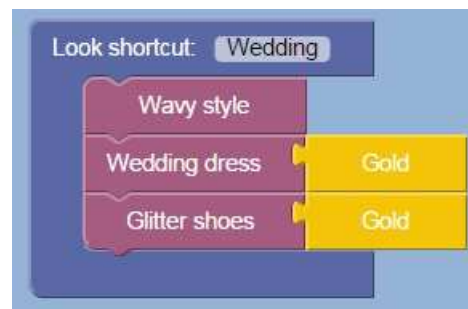 Look shortcut: Wedding
Wavy style
Wedding dress Gold
Glitter shoes Gold